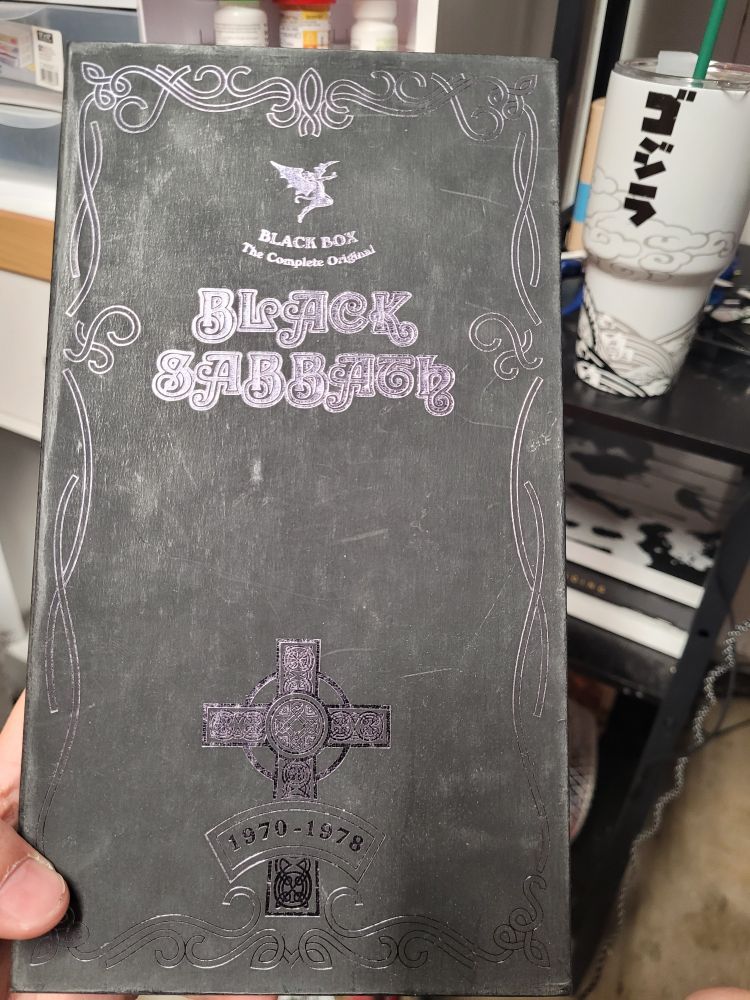 BLACK BOX
The Complete Original
BLACK
SABBATH
1970-1978
ゴジラ